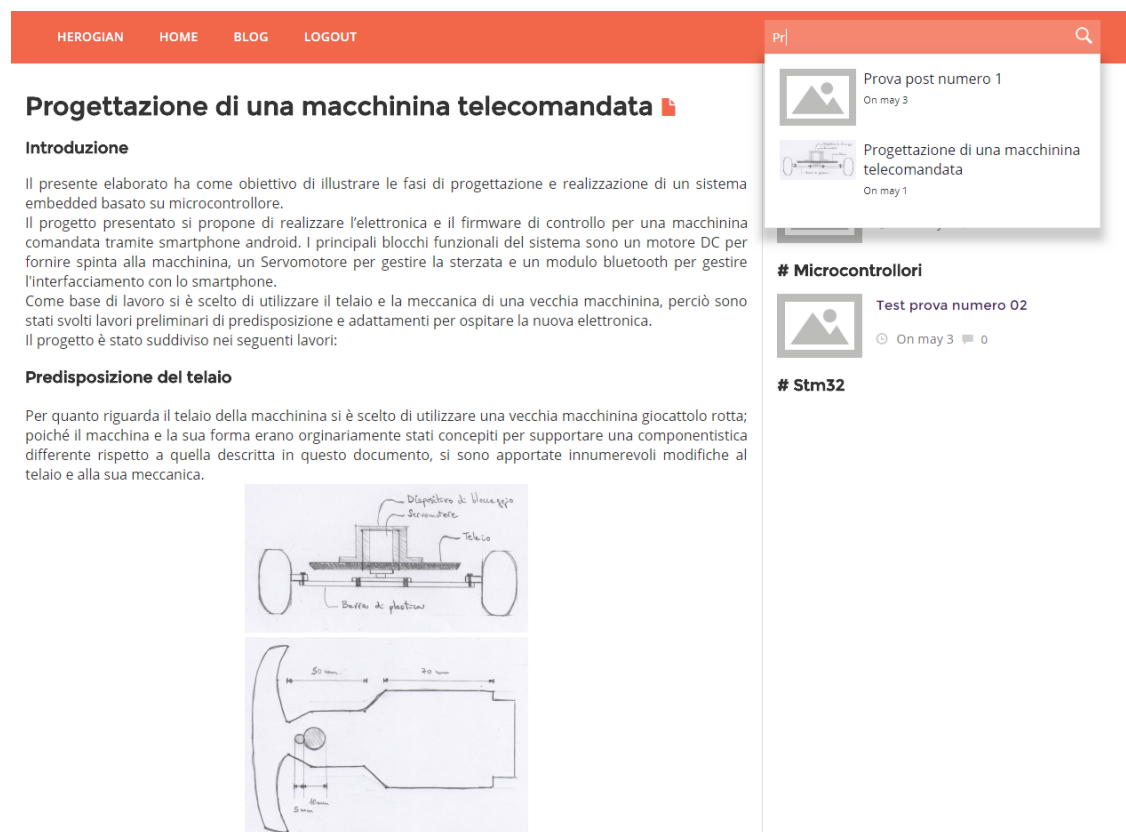 HEROGIAN HOME BLOG LOGOUT
Pr
Prova post numero 1
On may 3
Progettazione di una macchinina
telecomandata
On may 1
Progettazione di una macchinina telecomandata
Introduzione
Il presente elaborato ha come obiettivo di illustrare le fasi di progettazione e realizzazione di un sistema
embedded basato su microcontrollore.
Il progetto presentato si propone di realizzare l'elettronica e il firmware di controllo per una macchinina
comandata tramite smartphone android. I principali blocchi funzionali del sistema sono un motore DC per
fornire spinta alla macchinina, un Servomotore per gestire la sterzata e un modulo bluetooth per gestire
l'interfacciamento con lo smartphone.
Come base di lavoro si è scelto di utilizzare il telaio e la meccanica di una vecchia macchinina, perciò sono
stati svolti lavori preliminari di predisposizione e adattamenti per ospitare la nuova elettronica.
Il progetto è stato suddiviso nei seguenti lavori:
Predisposizione del telaio
Per quanto riguarda il telaio della macchinina si è scelto di utilizzare una vecchia macchinina giocattolo rotta;
poiché il macchina e la sua forma erano orginariamente stati concepiti per supportare una componentistica
differente rispetto a quella descritta in questo documento, si sono apportate innumerevoli modifiche al
telaio e alla sua meccanica.
Dispositivo di bloccaggio
Servomotore
Telaio
Barra di plastica
50 mm
70 mm
10mm
5mm
# Microcontrollori
Test prova numero 02
On may 3 0
# Stm32